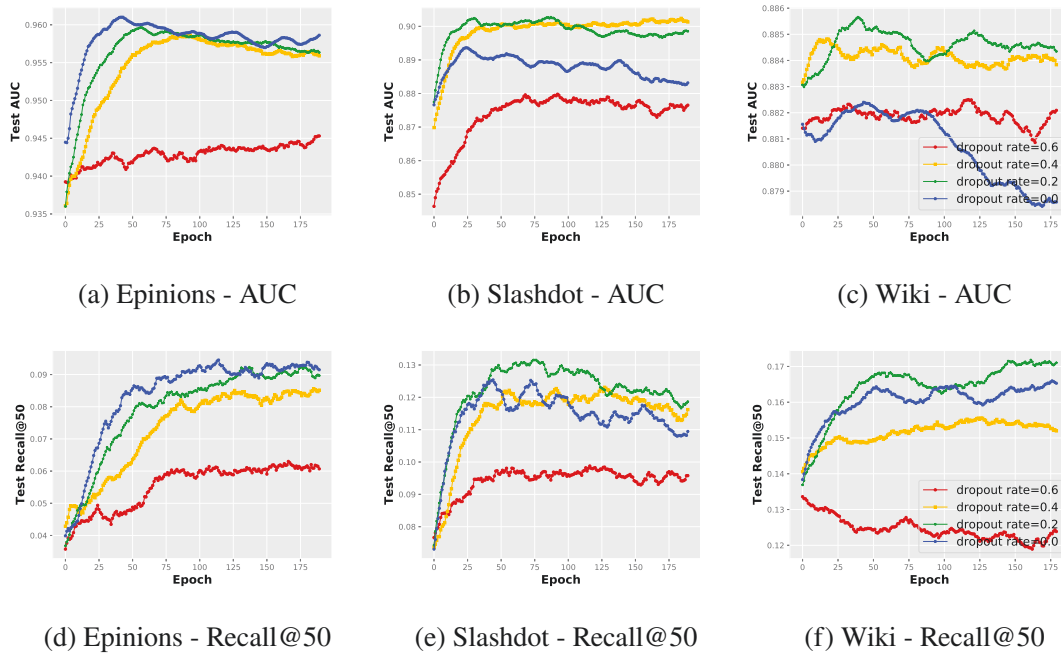 Test AUC
0.960
0.955
0.950
0.945
0.940
0.935
0 25 50 75 100 125 150 175
Epoch
(a) Epinions - AUC
Test AUC
0.90
0.89
0.88
0.87
0.86
0.85
0 25 50 75 100 125 150 175
Epoch
(b) Slashdot - AUC
Test AUC
0.886
0.885
0.884
0.883
0.882
0.881
0.880
0.879
dropout rate=0.6
dropout rate=0.4
dropout rate=0.2
dropout rate=0.0
0 25 50 75 100 125 150 175
Epoch
(c) Wiki - AUC
Test Recall@50
0.09
0.08
0.07
0.06
0.05
0.04
0 25 50 75 100 125 150 175
Epoch
(d) Epinions - Recall@50
Test Recall@50
0.13
0.12
0.11
0.10
0.09
0.08
0 25 50 75 100 125 150 175
Epoch
(e) Slashdot - Recall@50
Test Recall@50
0.17
0.16
0.15
0.14
0.13
0.12
dropout rate=0.6
dropout rate=0.4
dropout rate=0.2
dropout rate=0.0
0 25 50 75 100 125 150 175
Epoch
(f) Wiki - Recall@50